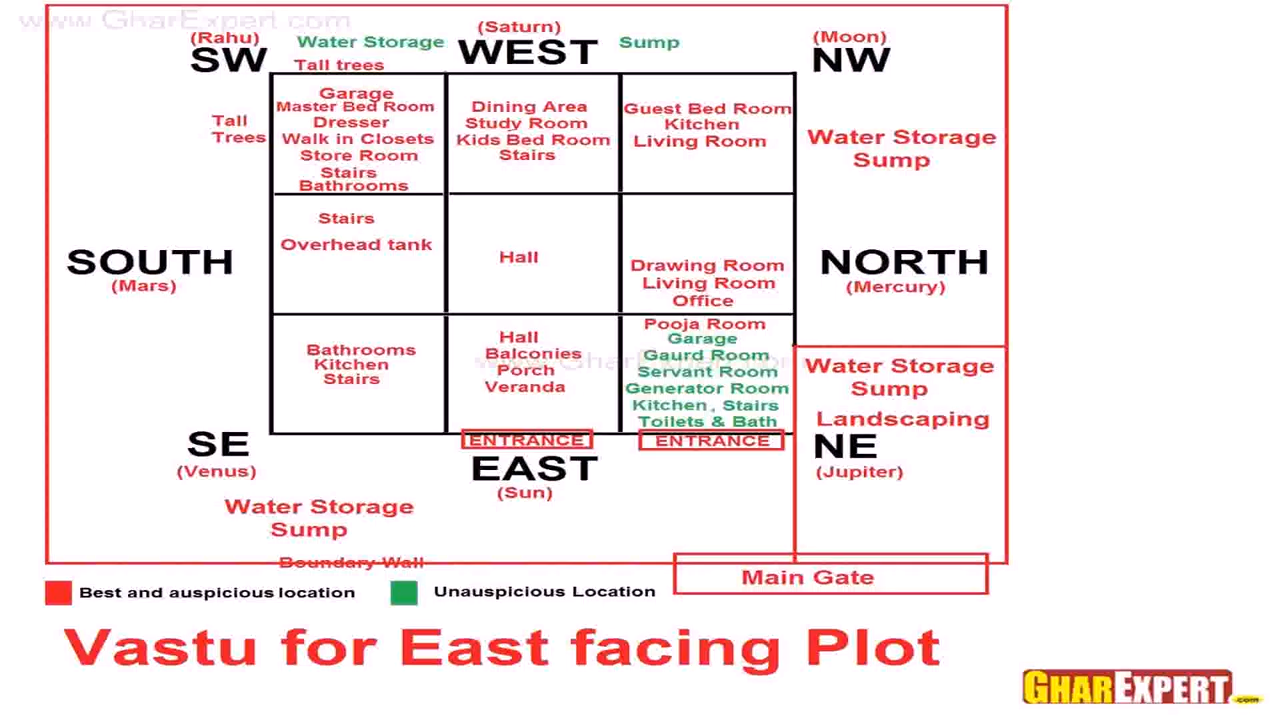 www.GharExpert.com
(Rahu)
SW
Water Storage
Tall trees
(Saturn)
WEST
Sump
(Moon)
NW
Tall
Trees
Garage
Master Bed Room
Dresser
Walk in Closets
Store Room
Stairs
Bathrooms
Dining Area
Study Room
Kids Bed Room
Stairs
Guest Bed Room
Kitchen
Living Room
Water Storage
Sump
SOUTH
(Mars)
Stairs
Overhead tank
Hall
Drawing Room
Living Room
Office
NORTH
(Mercury)
Bathrooms
Kitchen
Stairs
Hall
Balconies
Porch
Veranda
www.GharExpert.com
Pooja Room
Garage
Gaurd Room
Servant Room
Generator Room
Kitchen, Stairs
Toilets & Bath
Water Storage
Sump
Landscaping
NE
(Jupiter)
SE
(Venus)
ENTRANCE
ENTRANCE
EAST
(Sun)
Water Storage
Sump
Boundary Wall
Main Gate
Best and auspicious location
Unauspicious Location
Vastu for East facing Plot
GHAREXPERT.com